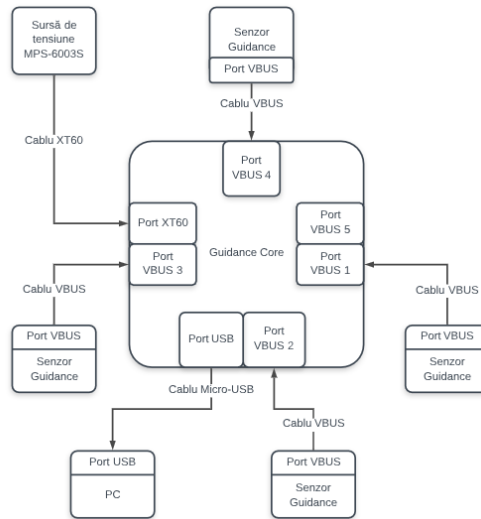 Sursă de
tensiune
MPS-6003S
Senzor
Guidance
Port VBUS
Cablu VBUS
Cablu XT60
Port
VBUS 4
Port XT60
Port
VBUS 3
Guidance Core
Port
VBUS 5
Port
VBUS 1
Cablu VBUS
Port VBUS
Senzor
Guidance
Cablu VBUS
Port VBUS
Senzor
Guidance
Port USB
Port
VBUS 2
Cablu Micro-USB
Cablu VBUS
Port USB
PC
Port VBUS
Senzor
Guidance